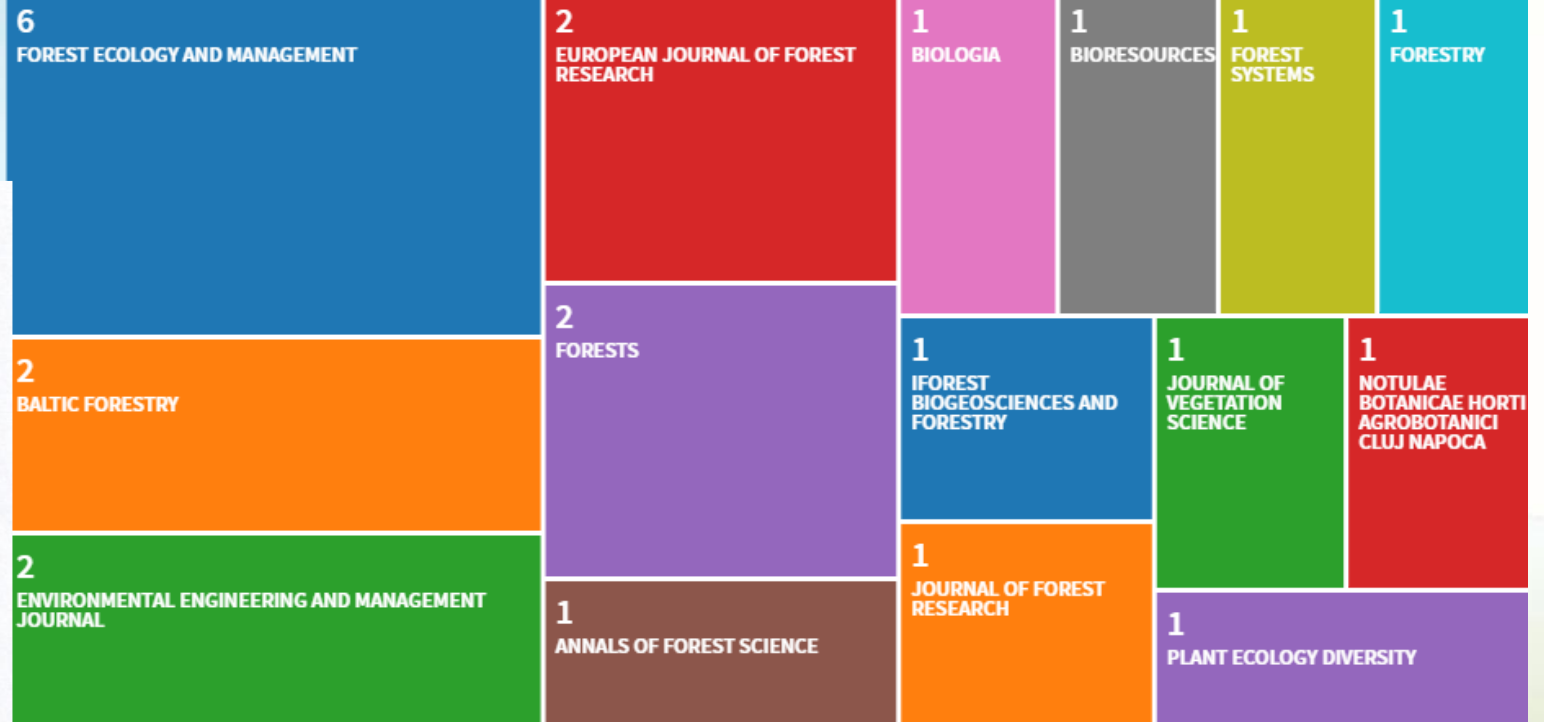 6
FOREST ECOLOGY AND MANAGEMENT
2
BALTIC FORESTRY
2
ENVIRONMENTAL ENGINEERING AND MANAGEMENT
JOURNAL
2
EUROPEAN JOURNAL OF FOREST
RESEARCH
2
FORESTS
1
ANNALS OF FOREST SCIENCE
1
BIOLOGIA
1
BIORESOURCES
1
FOREST
SYSTEMS
1
FORESTRY
1
IFOREST
BIOGEOSCIENCES AND
FORESTRY
1
JOURNAL OF FOREST
RESEARCH
1
JOURNAL OF
VEGETATION
SCIENCE
1
NOTULAE
BOTANICAE HORTI
AGROBOTANICI
CLUJ NAPOCA
1
PLANT ECOLOGY DIVERSITY